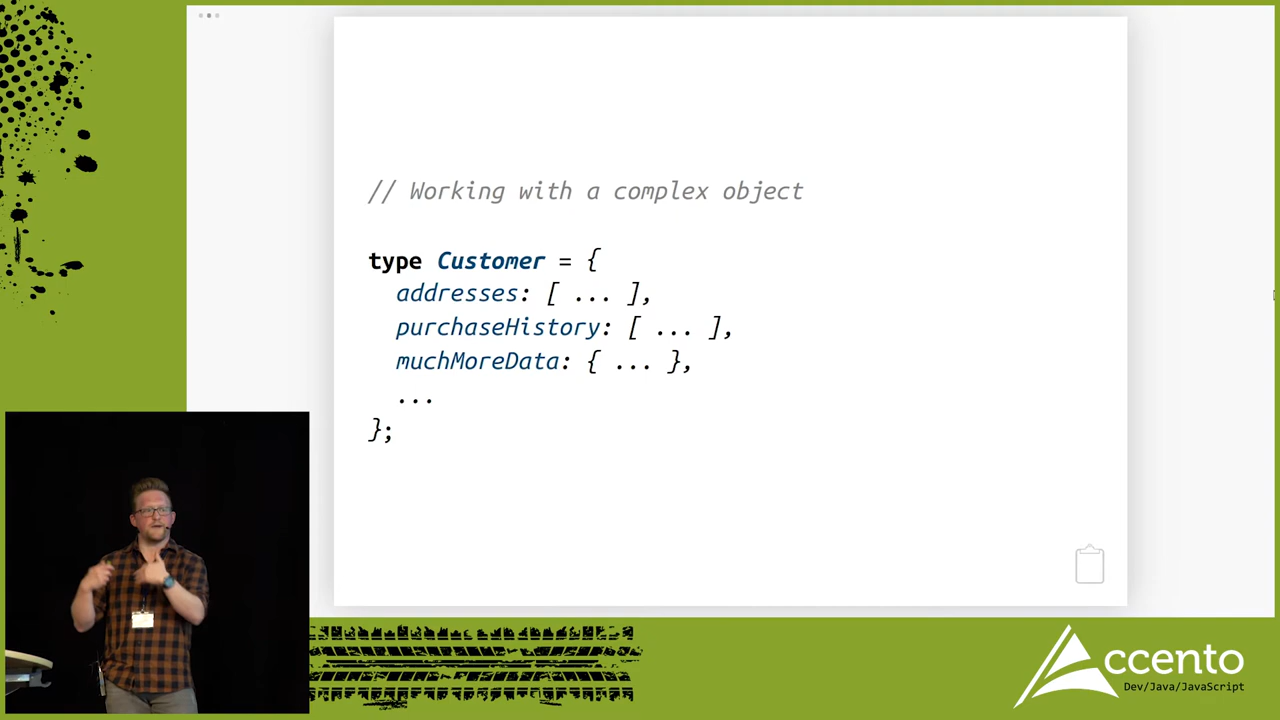 // Working with a complex object
type Customer = {
addresses: [ ... ],
purchaseHistory: [ ... ],
muchMoreData: { ... },
...
};
ccento
Dev/Java/JavaScript